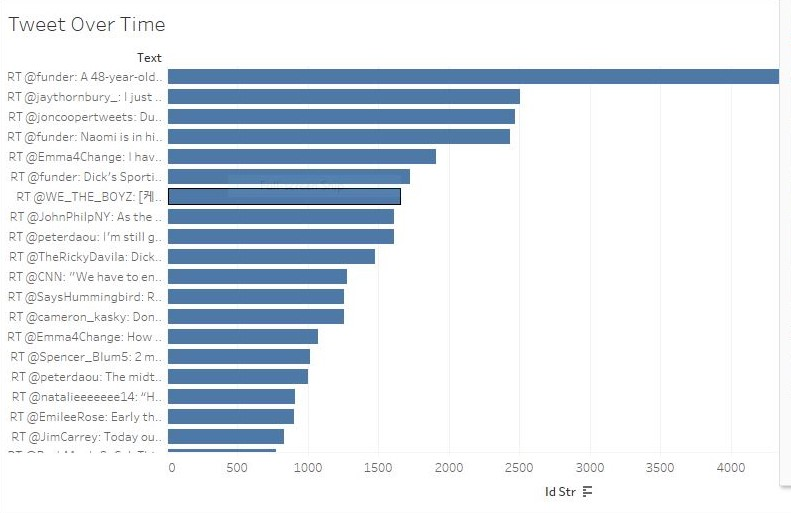 Tweet Over Time
Text
RT @funder: A 48-year-old..
RT @jaythornbury_: I just ..
RT @joncoopertweets: Du..
RT @funder: Naomi is in hi..
RT @Emma4Change: I hav..
RT @funder: Dick's Sporti..
RT @WE_THE_BOYZ: [케..
RT @JohnPhilpNY: As the ..
RT @peterdaou: I'm still g..
RT @TheRickyDavila: Dick..
RT @CNN: "We have to en..
RT @SaysHummingbird: R..
RT @cameron_kasky: Don..
RT @Emma4Change: How ..
RT @Spencer_Blum5: 2 m..
RT @peterdaou: The midt..
RT @natalieeeeeee14: "H..
RT @EmileeRose: Early th..
RT @JimCarrey: Today ou..
0 500 1000 1500 2000 2500 3000 3500 4000
Id Str